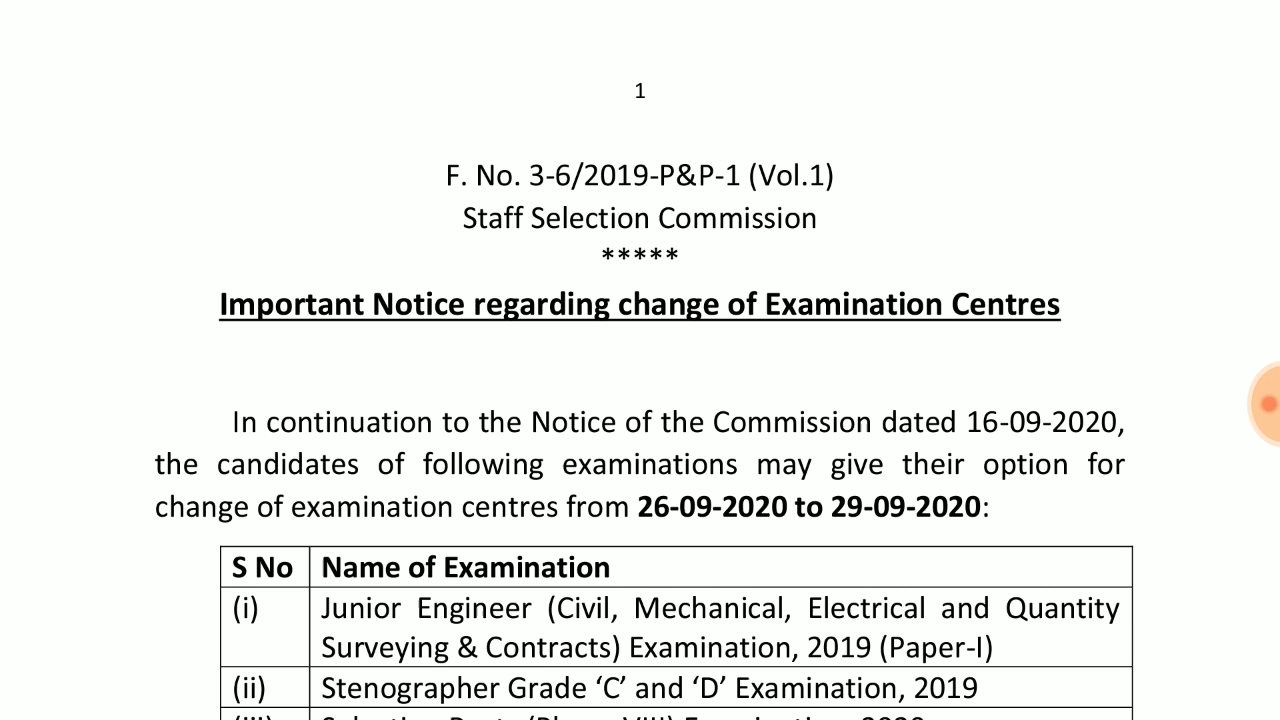 1
F. No. 3-6/2019-P&P-1 (Vol.1)
Staff Selection Commission
*****
Important Notice regarding change of Examination Centres
In continuation to the Notice of the Commission dated 16-09-2020,
the candidates of following examinations may give their option for
change of examination centres from 26-09-2020 to 29-09-2020:
S No Name of Examination
(i) Junior Engineer (Civil, Mechanical, Electrical and Quantity
Surveying & Contracts) Examination, 2019 (Paper-I)
(ii) Stenographer Grade ‘C’ and ‘D’ Examination, 2019